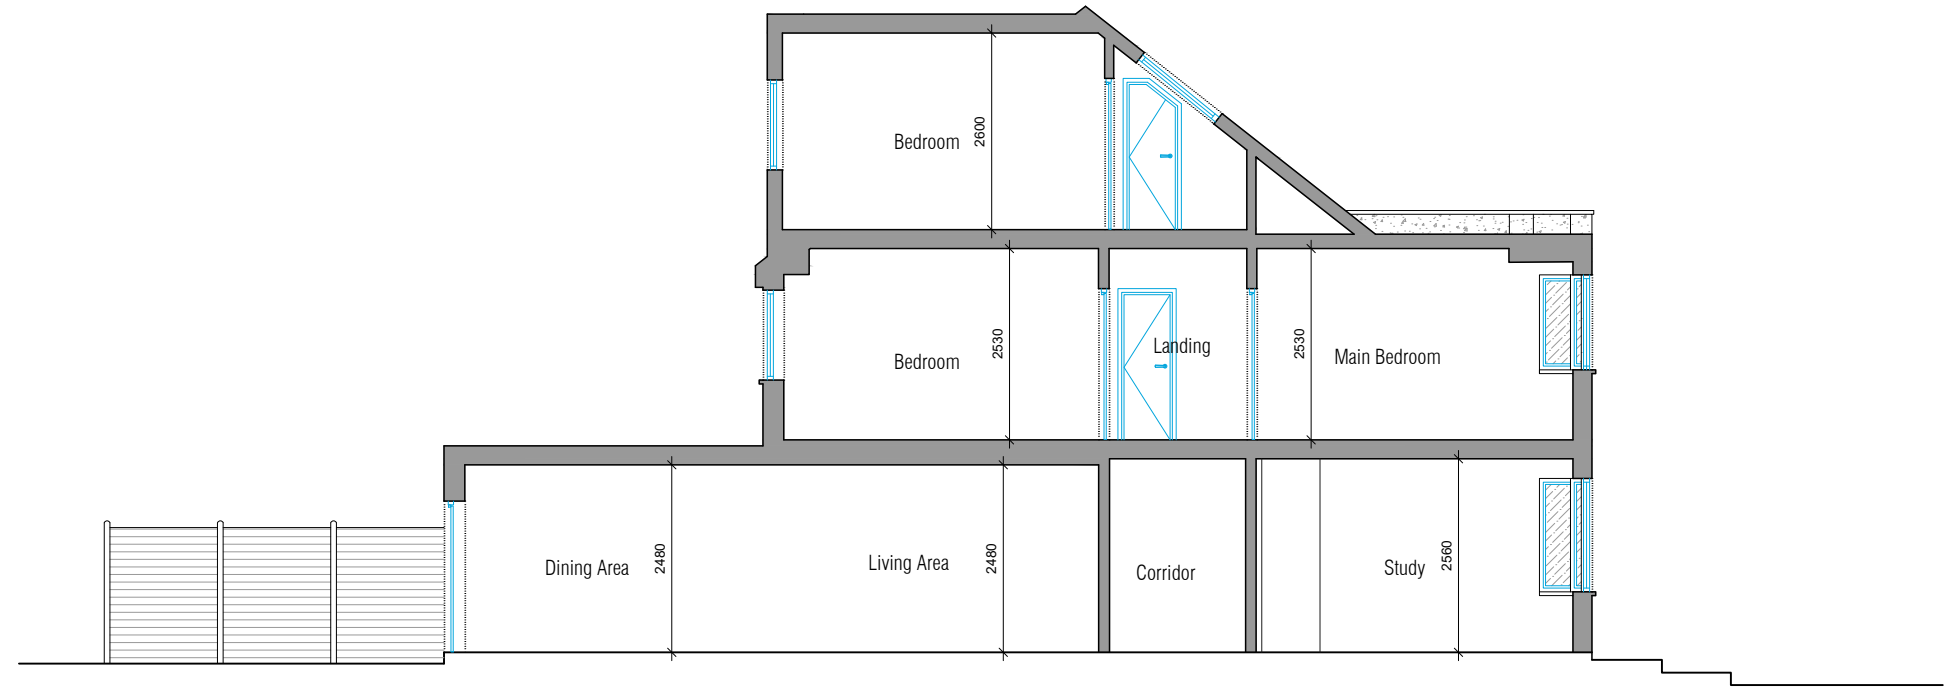 Bedroom
2600
Bedroom
2530
Landing
2530
Main Bedroom
Dining Area
2480
Living Area
2480
Corridor
Study
2560